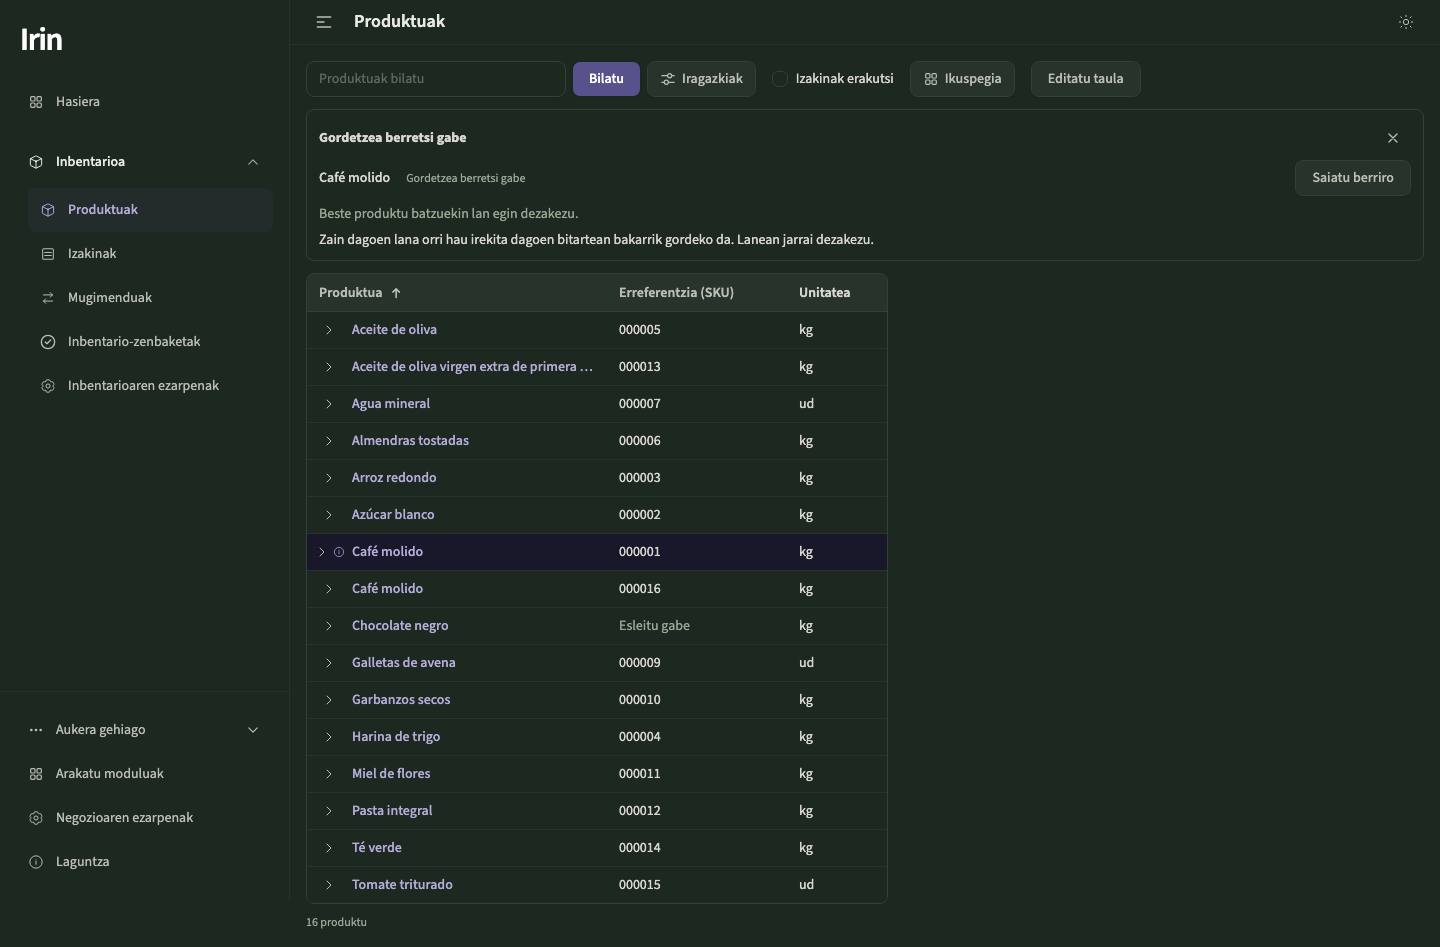 Irin
Hasiera
Inbentarioa
Produktuak
Izakinak
Mugimenduak
Inbentario-zenbaketak
Inbentarioaren ezarpenak
Aukera gehiago
Arakatu moduluak
Negozioaren ezarpenak
Laguntza
Produktuak
Produktuak bilatu
Bilatu
Iragazkiak
Izakinak erakutsi
Ikuspegia
Editatu taula
Gordetzea berretsi gabe
Café molido Gordetzea berretsi gabe
Saiatu berriro
Beste produktu batzuekin lan egin dezakezu.
Zain dagoen lana orri hau irekita dagoen bitartean bakarrik gordeko da. Lanean jarrai dezakezu.
Produktua Erreferentzia (SKU) Unitatea
Aceite de oliva 000005 kg
Aceite de oliva virgen extra de primera ... 000013 kg
Agua mineral 000007 ud
Almendras tostadas 000006 kg
Arroz redondo 000003 kg
Azúcar blanco 000002 kg
Café molido 000001 kg
Café molido 000016 kg
Chocolate negro Esleitu gabe kg
Galletas de avena 000009 ud
Garbanzos secos 000010 kg
Harina de trigo 000004 kg
Miel de flores 000011 kg
Pasta integral 000012 kg
Té verde 000014 kg
Tomate triturado 000015 ud
16 produktu